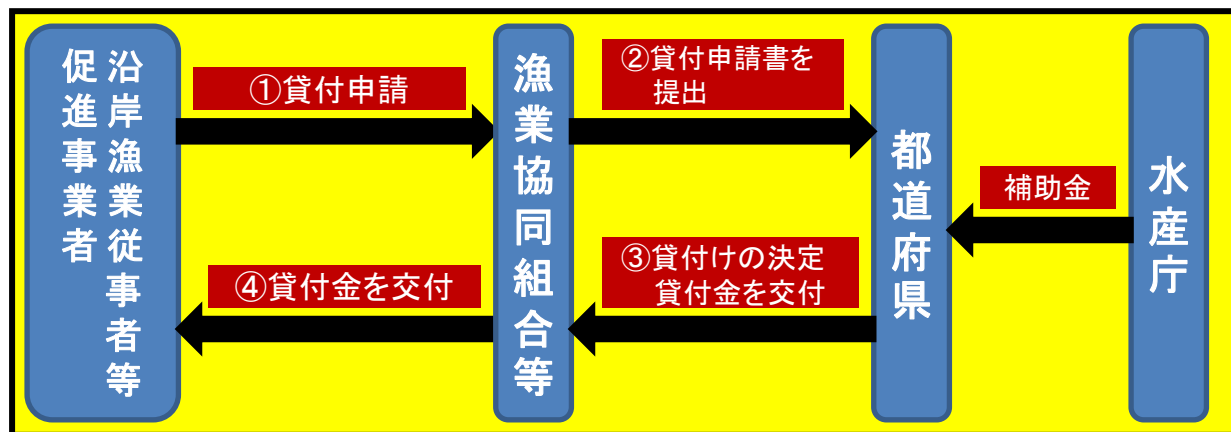 沿岸漁業従事者等
促進事業者
①貸付申請
④貸付金を交付
漁業協同組合等
②貸付申請書を
提出
③貸付けの決定
貸付金を交付
都道府県
補助金
水産庁